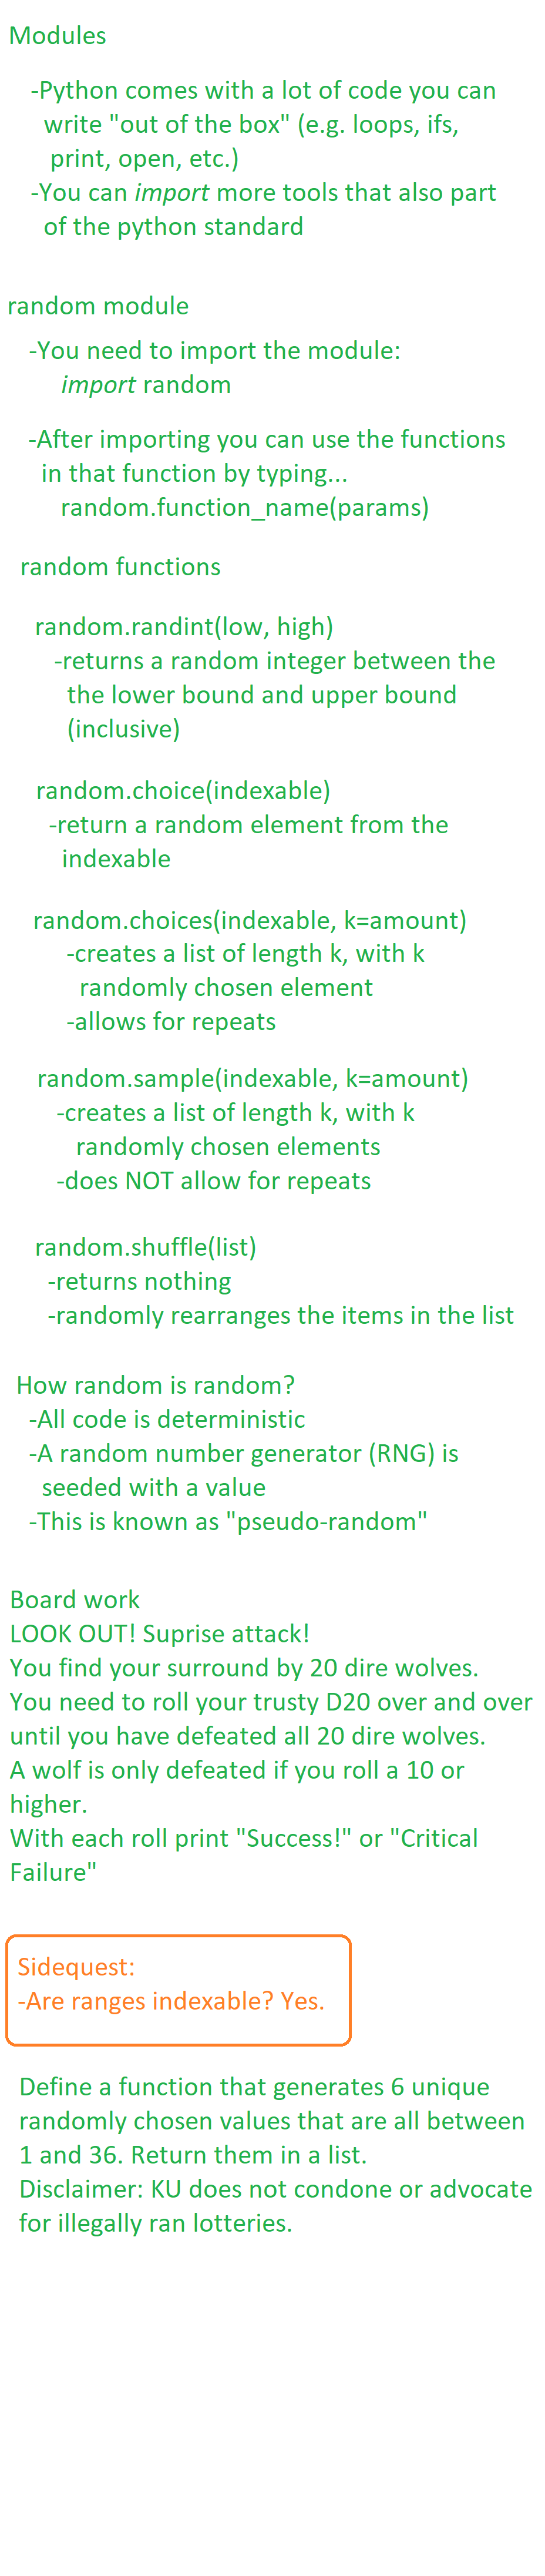 Modules
-Python comes with a lot of code you can
write "out of the box" (e.g. loops, ifs,
print, open, etc.)
-You can import more tools that also part
of the python standard
random module
-You need to import the module:
import random
-After importing you can use the functions
in that function by typing...
random.function_name(params)
random functions
random.randint(low, high)
-returns a random integer between the
the lower bound and upper bound
(inclusive)
random.choice(indexable)
-return a random element from the
indexable
random.choices(indexable, k=amount)
-creates a list of length k, with k
randomly chosen element
-allows for repeats
random.sample(indexable, k=amount)
-creates a list of length k, with k
randomly chosen elements
-does NOT allow for repeats
random.shuffle(list)
-returns nothing
-randomly rearranges the items in the list
How random is random?
-All code is deterministic
-A random number generator (RNG) is
seeded with a value
-This is known as "pseudo-random"
Board work
LOOK OUT! Suprise attack!
You find your surround by 20 dire wolves.
You need to roll your trusty D20 over and over
until you have defeated all 20 dire wolves.
A wolf is only defeated if you roll a 10 or
higher.
With each roll print "Success!" or "Critical
Failure"
Sidequest:
-Are ranges indexable? Yes.
Define a function that generates 6 unique
randomly chosen values that are all between
1 and 36. Return them in a list.
Disclaimer: KU does not condone or advocate
for illegally ran lotteries.